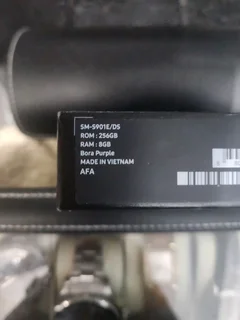 SM-S901E/DS
ROM : 256GB
RAM : 8GB
Bora Purple
MADE IN VIETNAM
AFA